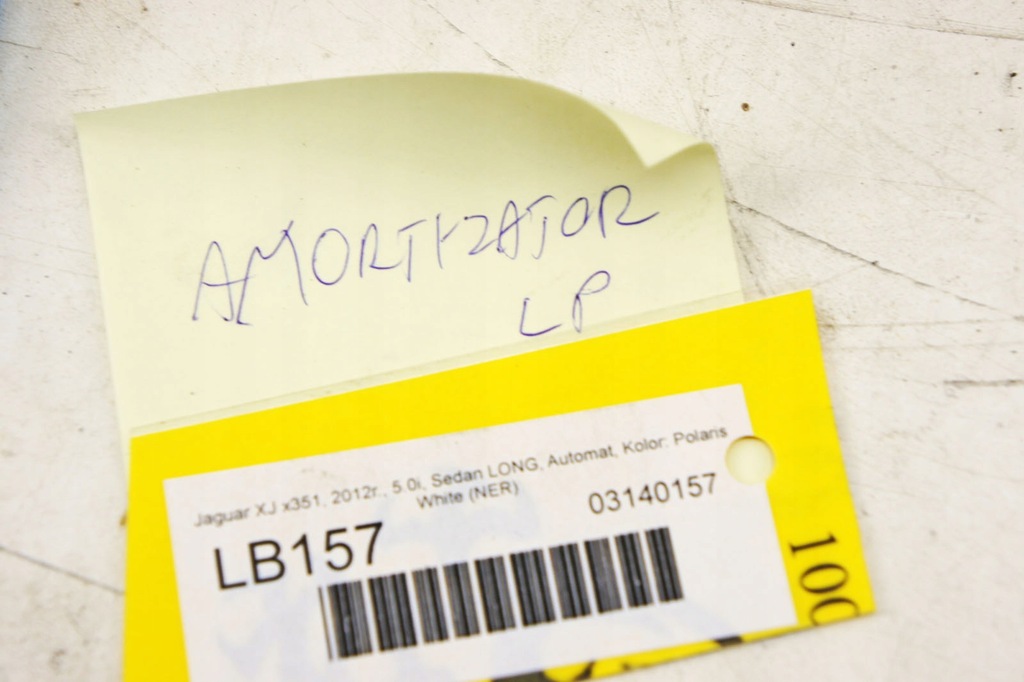 AMORTYZATOR
LP
Jaguar XJ x351, 2012r., 5.0i, Sedan LONG, Automat, Kolor: Polaris
White (NER)
03140157
LB157
100